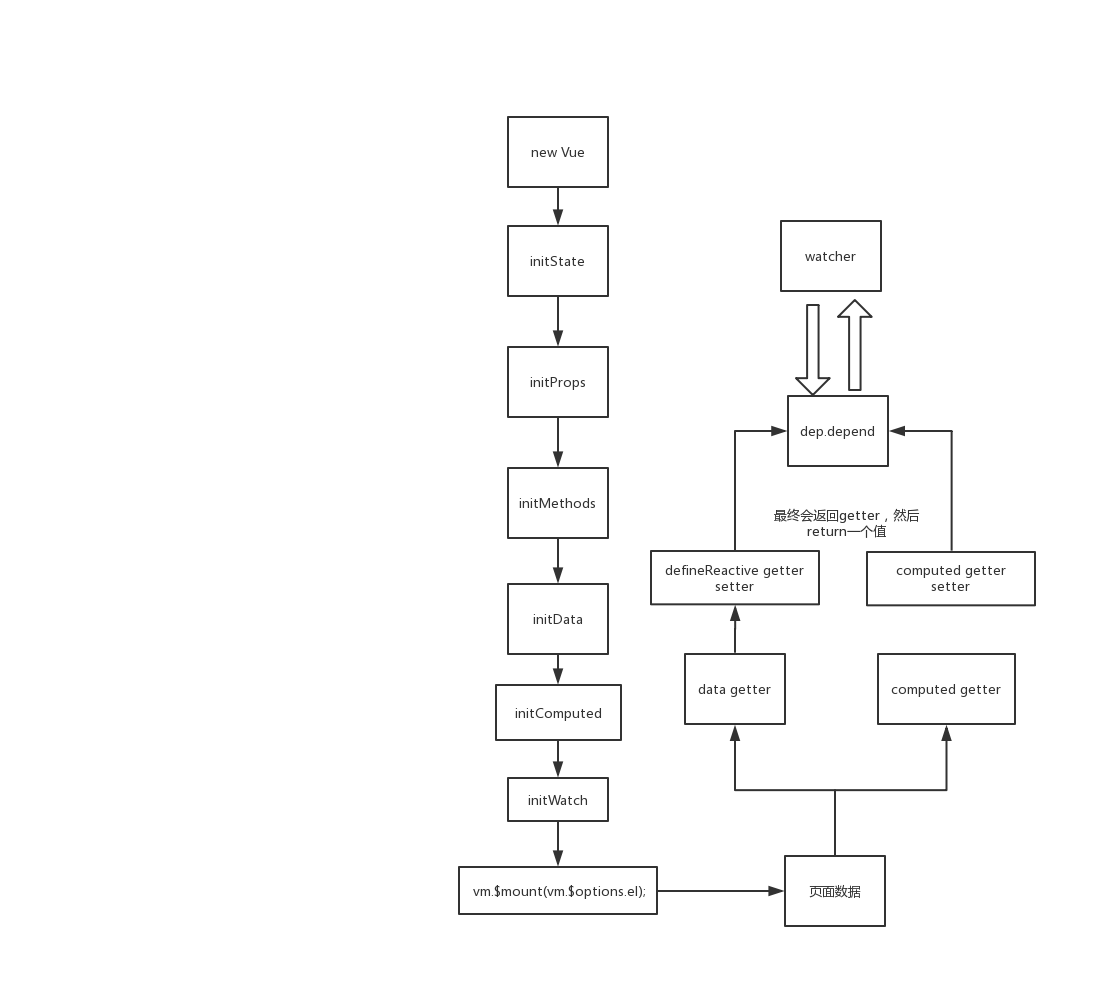 new Vue
initState
initProps
initMethods
initData
initComputed
initWatch
vm.$mount(vm.$options.el);
watcher
dep.depend
最终会返回getter，然后
return一个值
defineReactive getter
setter
computed getter
setter
data getter
computed getter
页面数据